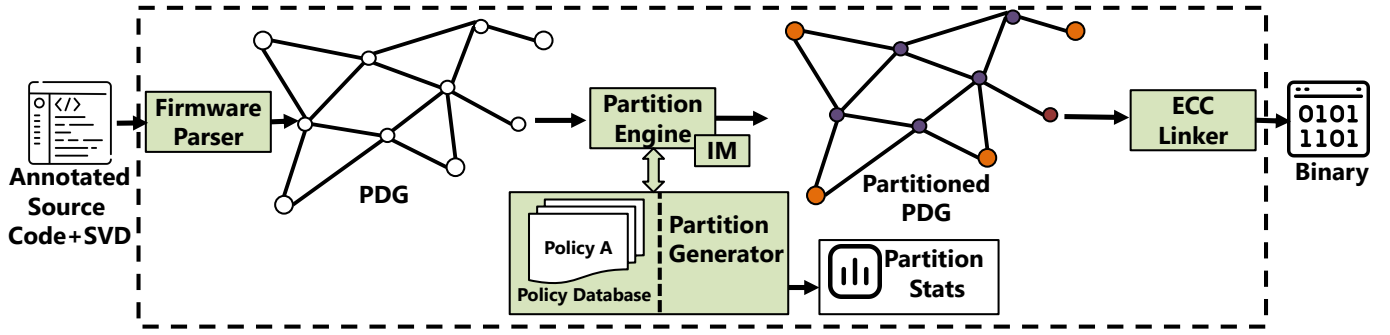 </>
Annotated
Source
Code+SVD
Firmware
Parser
PDG
Partition
Engine
IM
Policy A
Policy Database
Partition
Generator
Partition
Stats
Partitioned
PDG
ECC
Linker
0101
1101
Binary